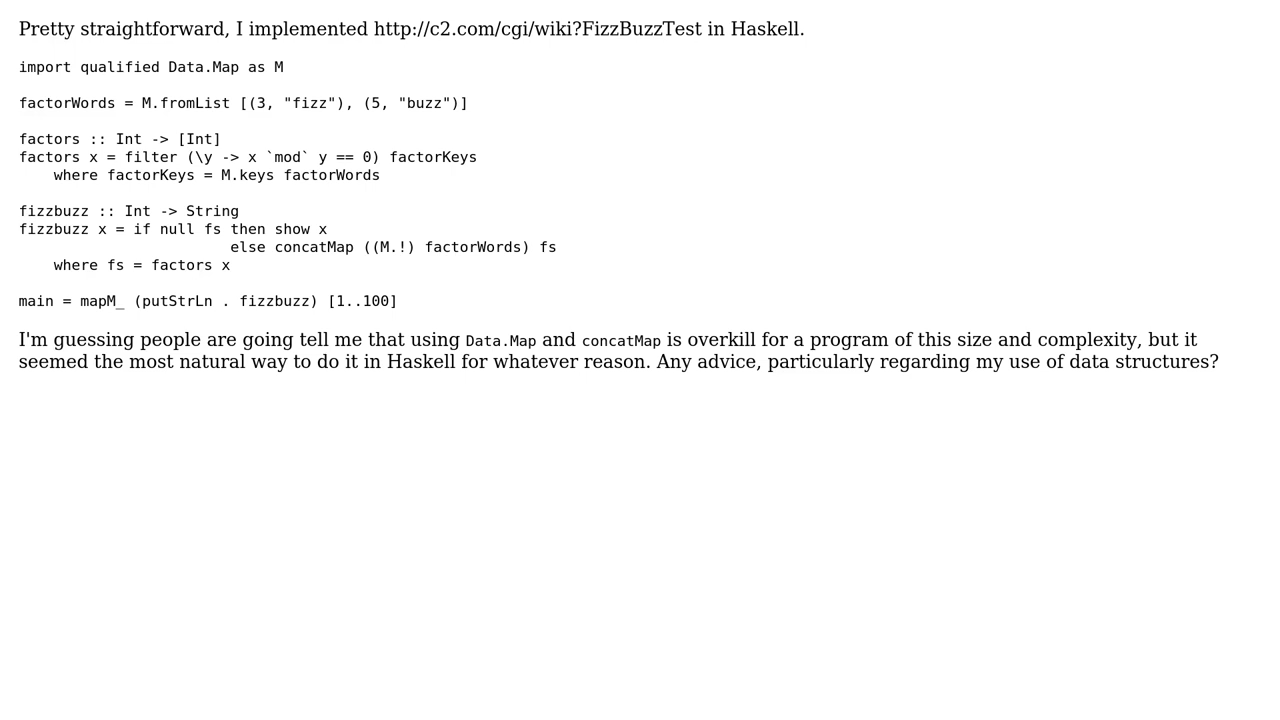 Pretty straightforward, I implemented http://c2.com/cgi/wiki?FizzBuzzTest in Haskell.
import qualified Data.Map as M
factorWords = M.fromList [(3, "fizz"), (5, "buzz")]
factors :: Int -> [Int]
factors x = filter (\y -> x `mod` y == 0) factorKeys
    where factorKeys = M.keys factorWords
fizzbuzz :: Int -> String
fizzbuzz x = if null fs then show x
                        else concatMap ((M.!) factorWords) fs
    where fs = factors x
main = mapM_ (putStrLn . fizzbuzz) [1..100]
I'm guessing people are going tell me that using Data.Map and concatMap is overkill for a program of this size and complexity, but it
seemed the most natural way to do it in Haskell for whatever reason. Any advice, particularly regarding my use of data structures?